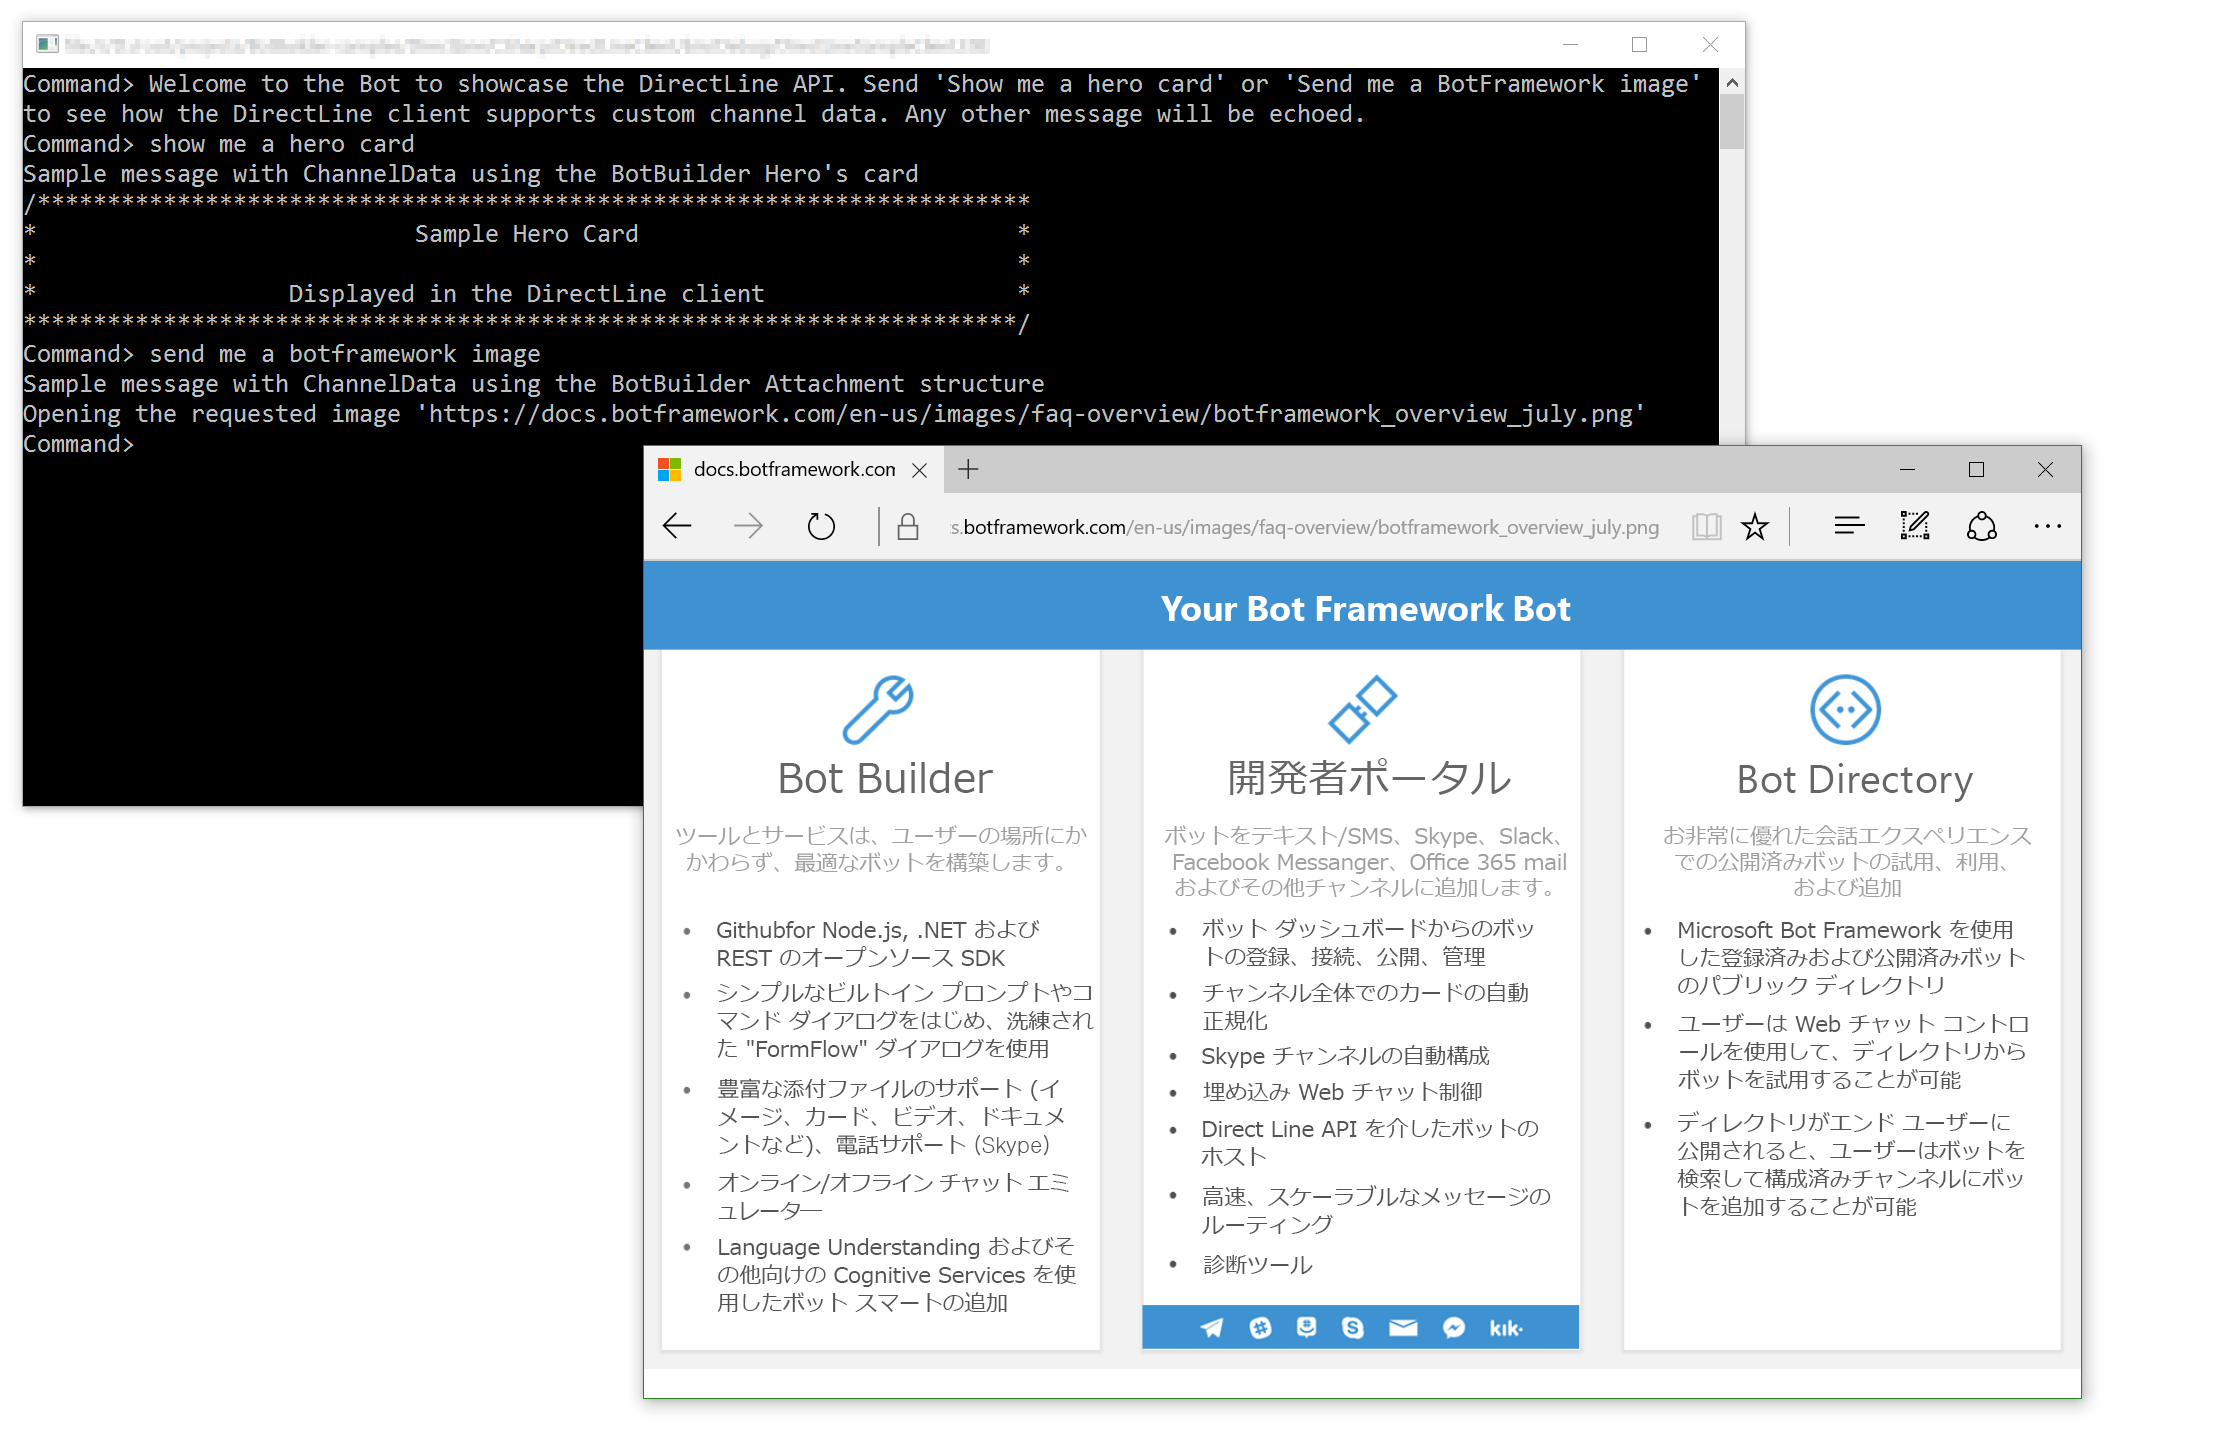 Command> Welcome to the Bot to showcase the DirectLine API. Send 'Show me a hero card' or 'Send me a BotFramework image'
to see how the DirectLine client supports custom channel data. Any other message will be echoed.
Command> show me a hero card
Sample message with ChannelData using the BotBuilder Hero's card
/***********************************************************************
* Sample Hero Card *
* *
* Displayed in the DirectLine client *
***********************************************************************/
Command> send me a botframework image
Sample message with ChannelData using the BotBuilder Attachment structure
Opening the requested image 'https://docs.botframework.com/en-us/images/faq-overview/botframework_overview_july.png'
Command>
docs.botframework.con
s.botframework.com/en-us/images/faq-overview/botframework_overview_july.png
Your Bot Framework Bot
Bot Builder
ツールとサービスは、ユーザーの場所にか
かわらず、最適なボットを構築します。
• Githubfor Node.js, .NET および
REST のオープンソース SDK
• シンプルなビルトイン プロンプトやコ
マンド ダイアログをはじめ、洗練され
た "FormFlow" ダイアログを使用
• 豊富な添付ファイルのサポート (イ
メージ、カード、ビデオ、ドキュメ
ントなど)、電話サポート (Skype)
• オンライン/オフライン チャット エミ
ュレーター
• Language Understanding およびそ
の他向けの Cognitive Services を使
用したボット スマートの追加
開発者ポータル
ボットをテキスト/SMS、Skype、Slack、
Facebook Messanger、Office 365 mail
およびその他チャンネルに追加します。
• ボット ダッシュボードからのボッ
トの登録、接続、公開、管理
• チャンネル全体でのカードの自動
正規化
• Skype チャンネルの自動構成
• 埋め込み Web チャット制御
• Direct Line API を介したボットの
ホスト
• 高速、スケーラブルなメッセージの
ルーティング
• 診断ツール
kik·
Bot Directory
お非常に優れた会話エクスペリエンス
での公開済みボットの試用、利用、
および追加
• Microsoft Bot Framework を使用
した登録済みおよび公開済みボット
のパブリック ディレクトリ
• ユーザーは Web チャット コントロ
ールを使用して、ディレクトリから
ボットを試用することが可能
• ディレクトリがエンド ユーザーに
公開されると、ユーザーはボットを
検索して構成済みチャンネルにボッ
トを追加することが可能